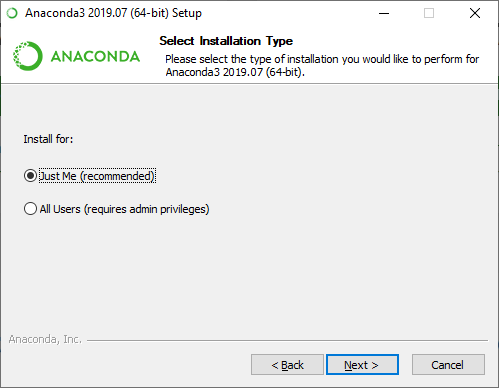 Anaconda3 2019.07 (64-bit) Setup
ANACONDA
Select Installation Type
Please select the type of installation you would like to perform for
Anaconda3 2019.07 (64-bit).
Install for:
Just Me (recommended)
All Users (requires admin privileges)
Anaconda, Inc.
< Back
Next >
Cancel